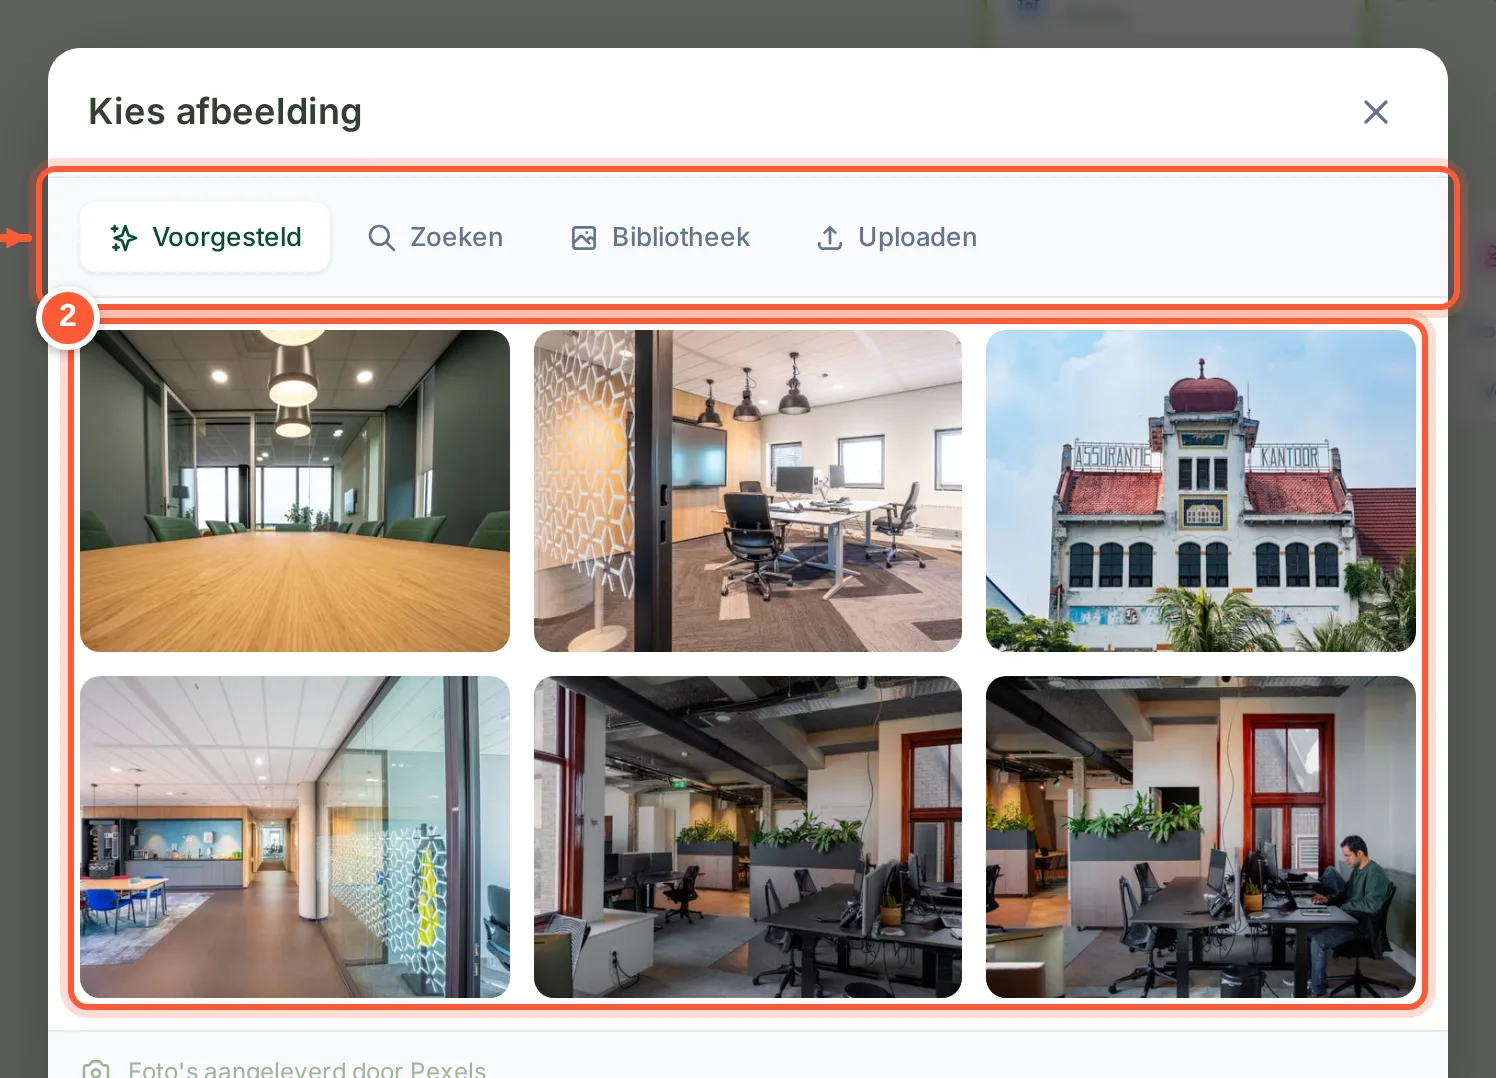 Kies afbeelding
Voorgesteld
Zoeken
Bibliotheek
Uploaden
2
ASSURANTIE KANTOOR
Foto's aangeleverd door Pexels